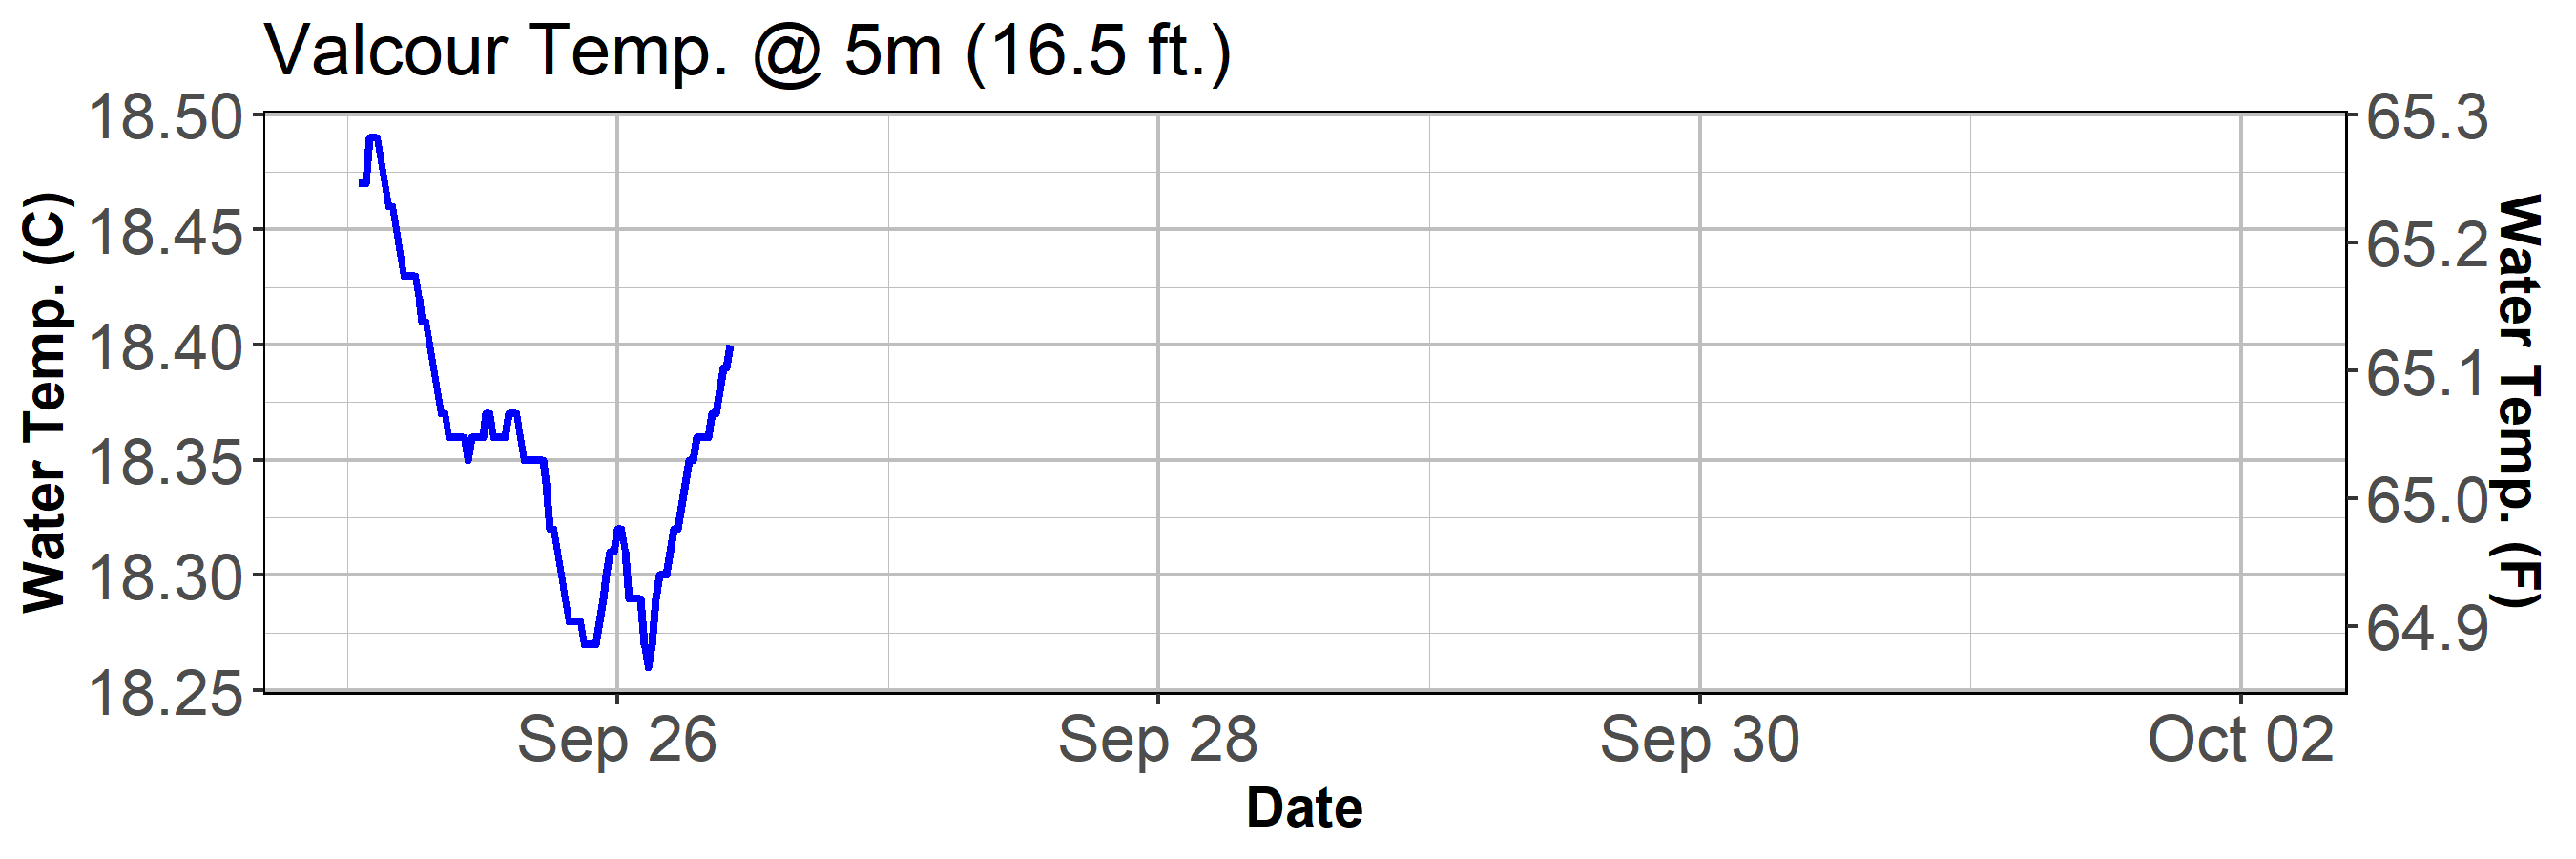 Valcour Temp. @ 5m (16.5 ft.)
Water Temp. (C)
18.50
18.45
18.40
18.35
18.30
18.25
65.3
65.2
65.1
65.0
64.9
Water Temp. (F)
Sep 26
Sep 28
Sep 30
Oct 02
Date